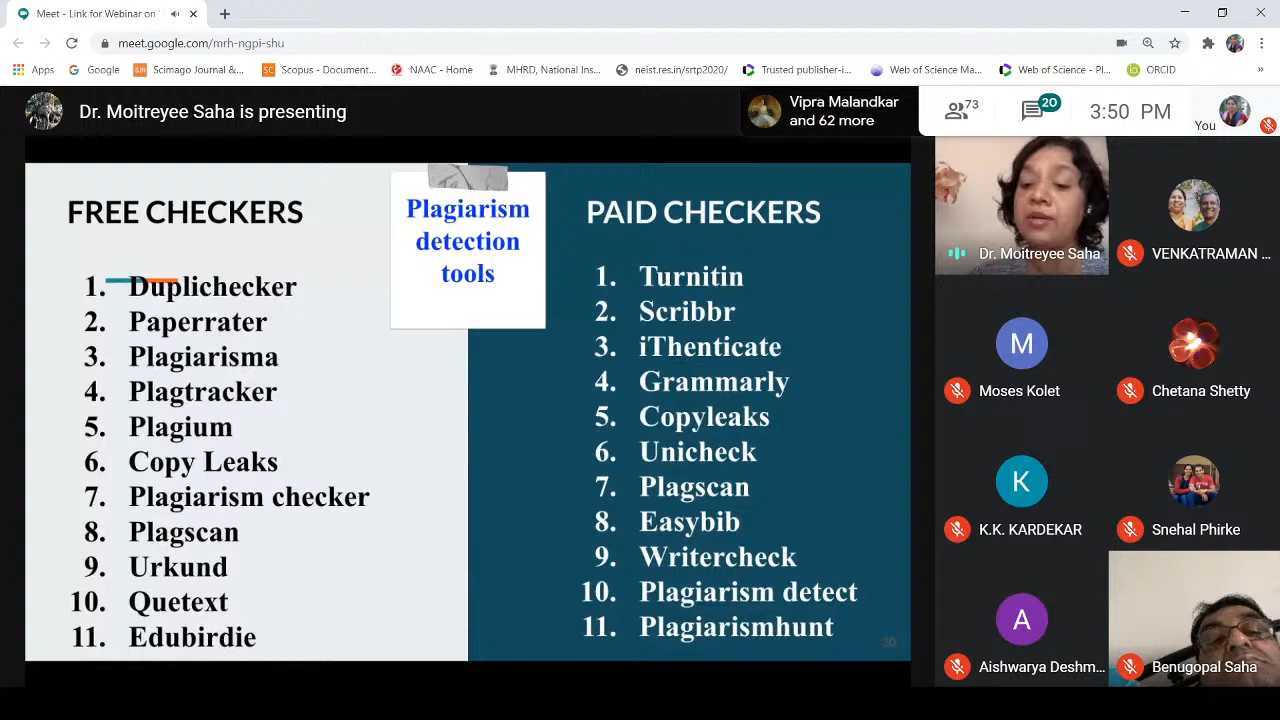 Meet - Link for Webinar on "
meet.google.com/mrh-ngpi-shu
Apps
Google
Scimago Journal &...
Scopus - Document...
NAAC - Home
MHRD, National Ins...
neist.res.in/srtp2020/
Trusted publisher-i...
Web of Science Ma...
Web of Science - Pl...
ORCID
»
Dr. Moitreyee Saha is presenting
Vipra Malandkar
and 62 more
73
20
3:50 PM
You
FREE CHECKERS
1. Duplichecker
2. Paperrater
3. Plagiarisma
4. Plagtracker
5. Plagium
6. Copy Leaks
7. Plagiarism checker
8. Plagscan
9. Urkund
10. Quetext
11. Edubirdie
Plagiarism
detection
tools
PAID CHECKERS
1. Turnitin
2. Scribbr
3. iThenticate
4. Grammarly
5. Copyleaks
6. Unicheck
7. Plagscan
8. Easybib
9. Writercheck
10. Plagiarism detect
11. Plagiarismhunt
30
Dr. Moitreyee Saha
VENKATRAMAN ...
M
Moses Kolet
Chetana Shetty
K
K.K. KARDEKAR
Snehal Phirke
A
Aishwarya Deshm...
Benugopal Saha